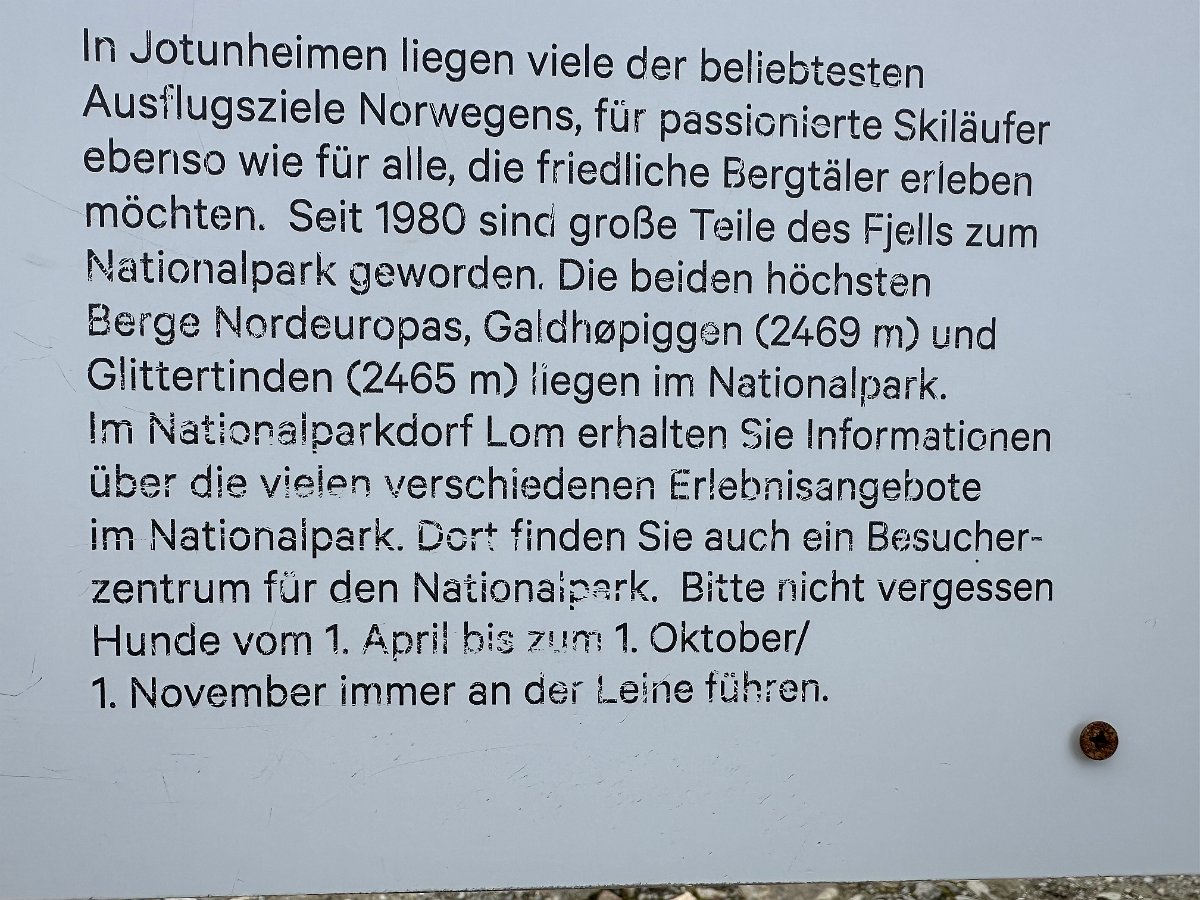 In Jotunheimen liegen viele der beliebtesten
Ausflugsziele Norwegens, für passionierte Skiläufer
ebenso wie für alle, die friedliche Bergtäler erleben
möchten. Seit 1980 sind große Teile des Fjells zum
Nationalpark geworden. Die beiden höchsten
Berge Nordeuropas, Galdhøpiggen (2469 m) und
Glittertinden (2465 m) liegen im Nationalpark.
Im Nationalparkdorf Lom erhalten Sie Informationen
über die vielen verschiedenen Erlebnisangebote
im Nationalpark. Dort finden Sie auch ein Besucher-
zentrum für den Nationalpark. Bitte nicht vergessen
Hunde vom 1. April bis zum 1. Oktober/
1. November immer an der Leine führen.